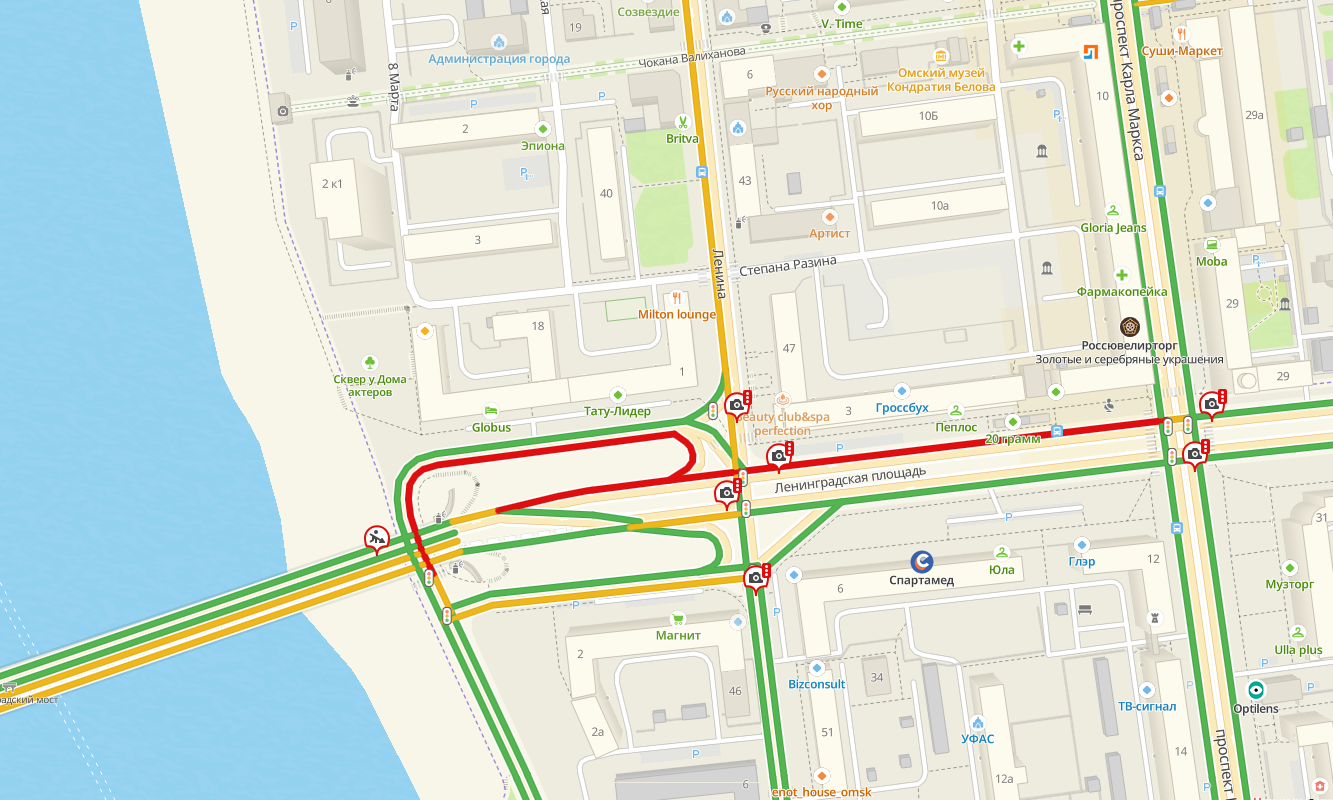 Созвездие
19
V. Time
проспект Карла Маркса
Суши-Маркет
Администрация города
Чокана Валиханова
6
Русский народный
хор
Омский музей
Кондратия Белова
8 Марта
10
29а
2
Эпиона
Britva
10Б
2 к1
40
43
10а
3
Артист
Gloria Jeans
Moba
Ленина
Степана Разина
Фармакопейка
Milton lounge
18
29
47
Россювелирторг
Золотые и серебряные украшения
Сквер у Дома
актеров
1
29
Тату-Лидер
Globus
beauty club&spa
perfection
3
Гроссбух
Пеплос
20 грамм
Ленинградская площадь
31
Спартамед
Юла
Глэр
12
6
Музторг
Магнит
2
Ulla plus
46
Bizconsult
34
ТВ-сигнал
Optilens
2а
51
УФАС
14
проспект
6
12а
enot_house_omsk